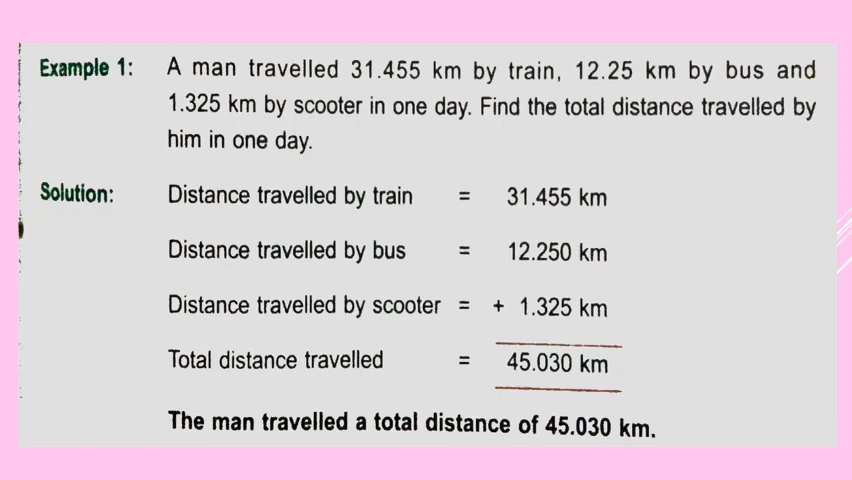 Example 1: A man travelled 31.455 km by train, 12.25 km by bus and
1.325 km by scooter in one day. Find the total distance travelled by
him in one day.
Solution: Distance travelled by train = 31.455 km
Distance travelled by bus = 12.250 km
Distance travelled by scooter = + 1.325 km
Total distance travelled = 45.030 km
The man travelled a total distance of 45.030 km.